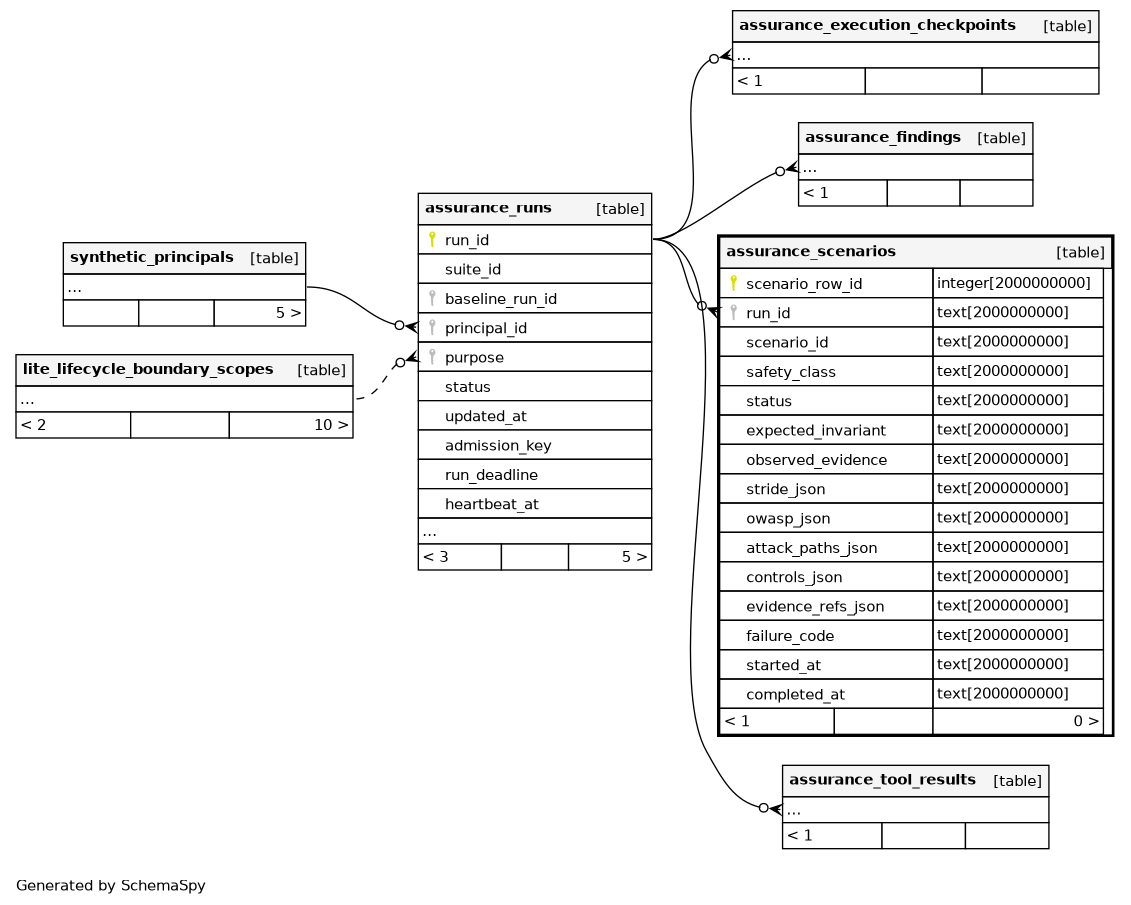 assurance_execution_checkpoints [table]
...
< 1
assurance_findings [table]
...
< 1
assurance_runs [table]
run_id
suite_id
baseline_run_id
principal_id
purpose
status
updated_at
admission_key
run_deadline
heartbeat_at
...
< 3 5 >
synthetic_principals [table]
...
5 >
lite_lifecycle_boundary_scopes [table]
...
< 2 10 >
assurance_scenarios [table]
scenario_row_id integer[2000000000]
run_id text[2000000000]
scenario_id text[2000000000]
safety_class text[2000000000]
status text[2000000000]
expected_invariant text[2000000000]
observed_evidence text[2000000000]
stride_json text[2000000000]
owasp_json text[2000000000]
attack_paths_json text[2000000000]
controls_json text[2000000000]
evidence_refs_json text[2000000000]
failure_code text[2000000000]
started_at text[2000000000]
completed_at text[2000000000]
< 1 0 >
assurance_tool_results [table]
...
< 1
Generated by SchemaSpy